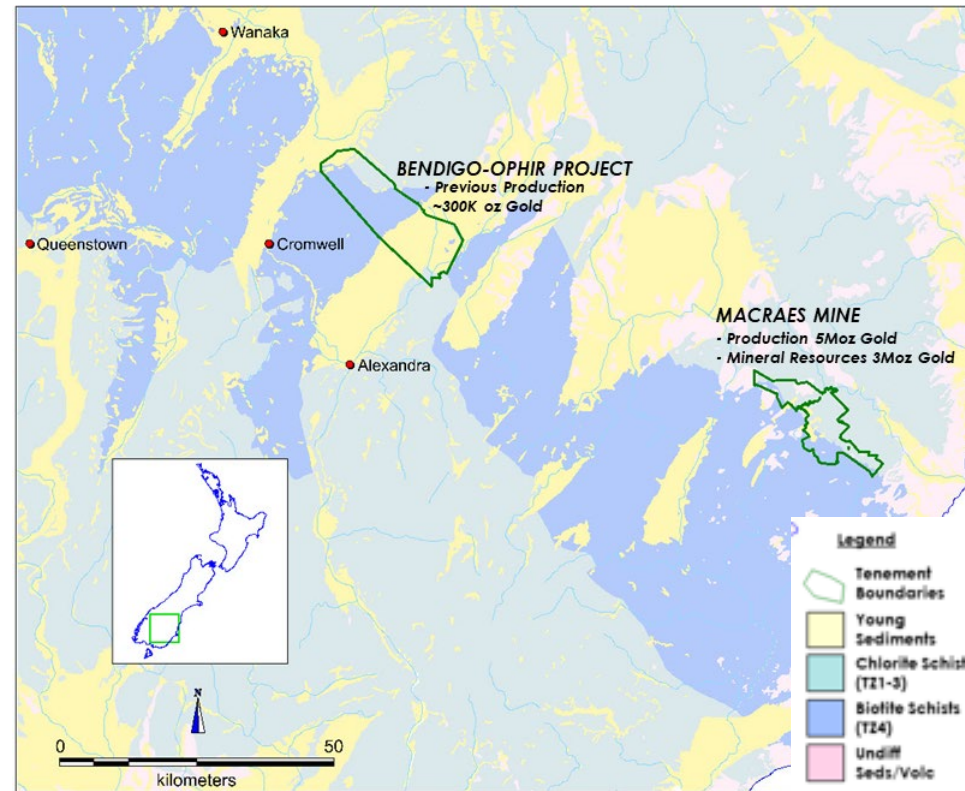 Wanaka
BENDIGO-OPHIR PROJECT
- Previous Production
~300K oz Gold
Queenstown
Cromwell
MACRAES MINE
- Production 5Moz Gold
- Mineral Resources 3Moz Gold
Alexandra
N
0 50
kilometers
Legend
Tenement
Boundaries
Young
Sediments
Chlorite Schist
(TZ1-3)
Biotite Schists
(TZ4)
Undiff
Seds/Volc